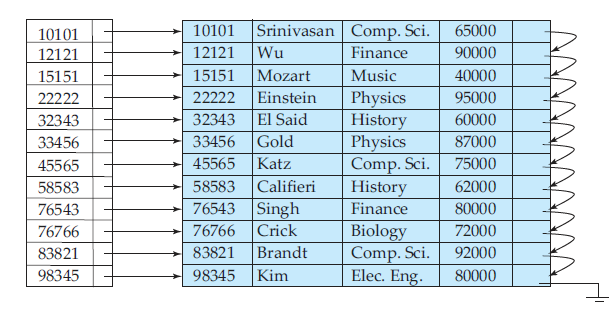 10101 10101 Srinivasan Comp. Sci. 65000
12121 12121 Wu Finance 90000
15151 15151 Mozart Music 40000
22222 22222 Einstein Physics 95000
32343 32343 El Said History 60000
33456 33456 Gold Physics 87000
45565 45565 Katz Comp. Sci. 75000
58583 58583 Califieri History 62000
76543 76543 Singh Finance 80000
76766 76766 Crick Biology 72000
83821 83821 Brandt Comp. Sci. 92000
98345 98345 Kim Elec. Eng. 80000